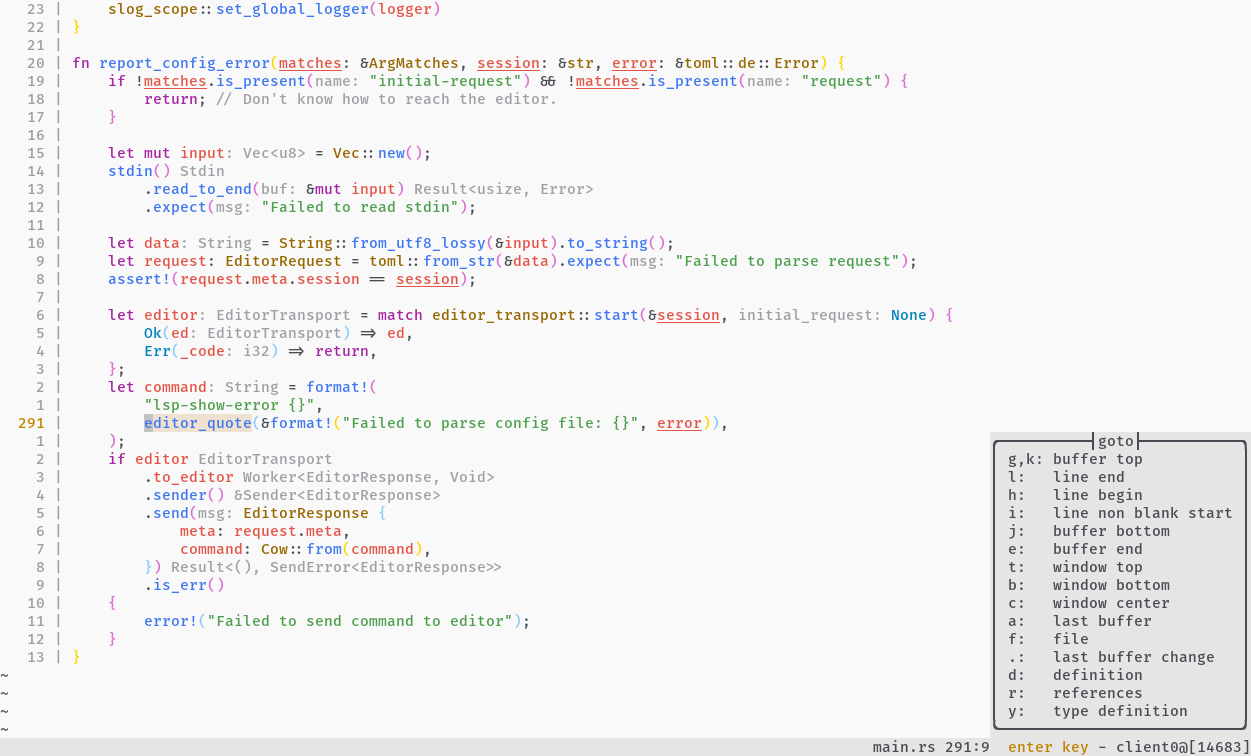 23 |     slog_scope::set_global_logger(logger)
22 | }
21 |
20 | fn report_config_error(matches: &ArgMatches, session: &str, error: &toml::de::Error) {
19 |     if !matches.is_present(name: "initial-request") && !matches.is_present(name: "request") {
18 |         return; // Don't know how to reach the editor.
17 |     }
16 |
15 |     let mut input: Vec<u8> = Vec::new();
14 |     stdin() Stdin
13 |         .read_to_end(buf: &mut input) Result<usize, Error>
12 |         .expect(msg: "Failed to read stdin");
11 |
10 |     let data: String = String::from_utf8_lossy(&input).to_string();
9 |     let request: EditorRequest = toml::from_str(&data).expect(msg: "Failed to parse request");
8 |     assert!(request.meta.session == session);
7 |
6 |     let editor: EditorTransport = match editor_transport::start(&session, initial_request: None) {
5 |         Ok(ed: EditorTransport) => ed,
4 |         Err(_code: i32) => return,
3 |     };
2 |     let command: String = format!(
1 |         "lsp-show-error {}",
291 |         editor_quote(&format!("Failed to parse config file: {}", error)),
1 |     );
2 |     if editor EditorTransport
3 |         .to_editor Worker<EditorResponse, Void>
4 |         .sender() &Sender<EditorResponse>
5 |         .send(msg: EditorResponse {
6 |             meta: request.meta,
7 |             command: Cow::from(command),
8 |         }) Result<(), SendError<EditorResponse>>
9 |         .is_err()
10 |     {
11 |         error!("Failed to send command to editor");
12 |     }
13 | }
~
~
~
~
goto
g,k: buffer top
l: line end
h: line begin
i: line non blank start
j: buffer bottom
e: buffer end
t: window top
b: window bottom
c: window center
a: last buffer
f: file
.: last buffer change
d: definition
r: references
y: type definition
main.rs 291:9 enter key - client0@[14683]